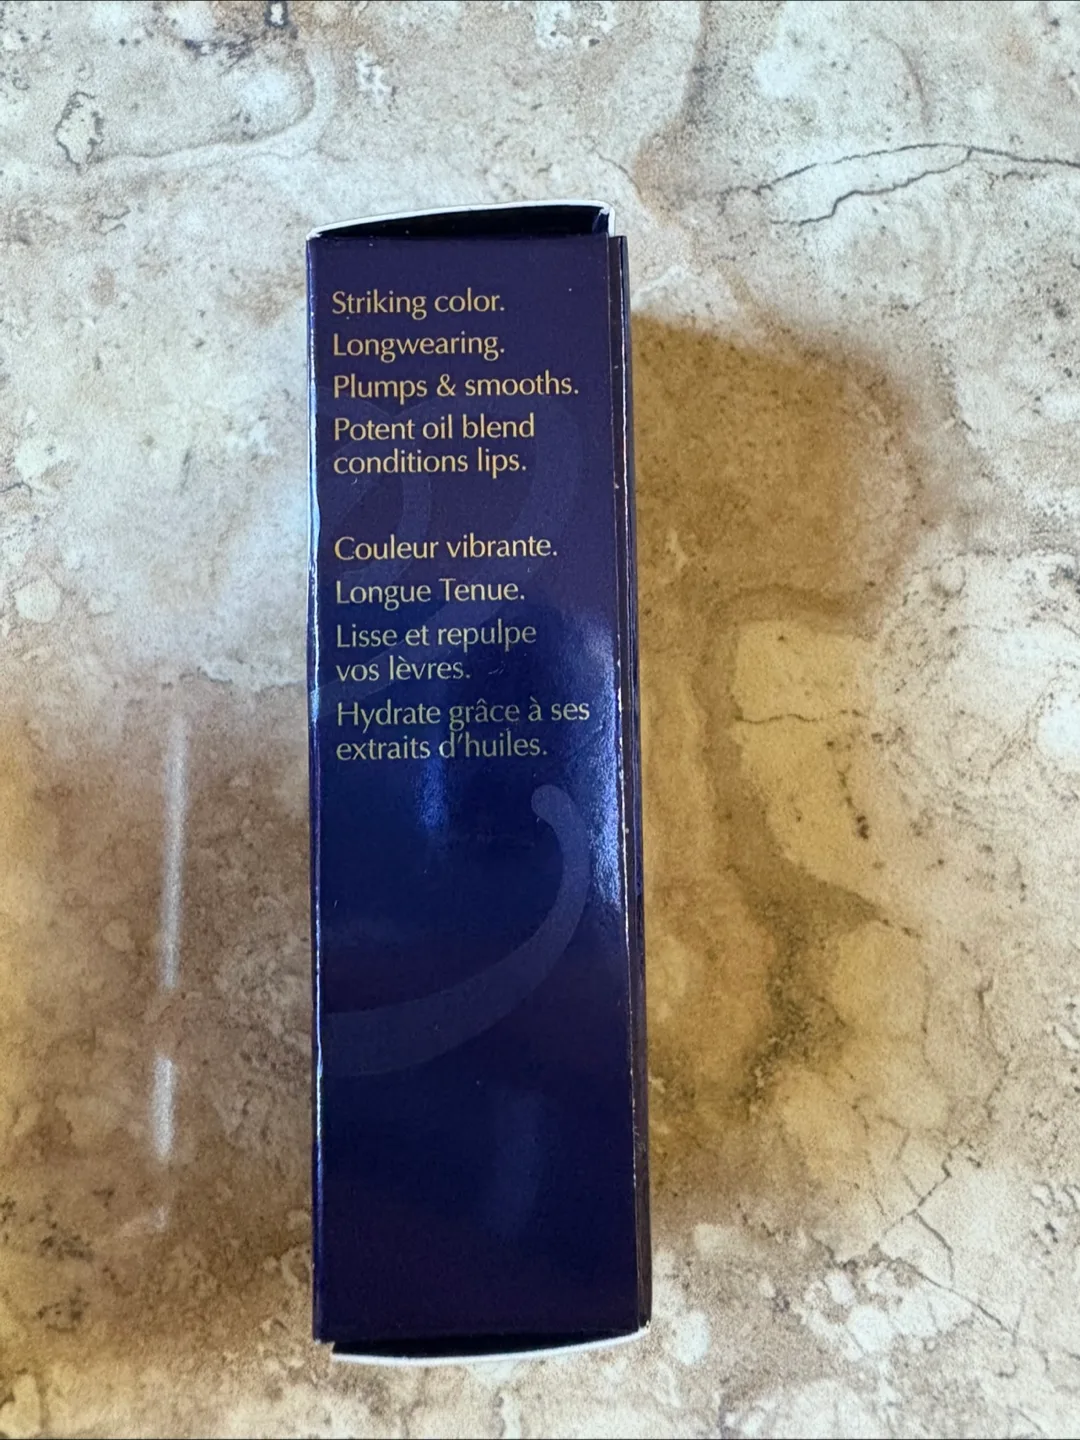 Striking color.
Longwearing.
Plumps & smooths.
Potent oil blend
conditions lips.
Couleur vibrante.
Longue Tenue.
Lisse et repulpe
vos lèvres.
Hydrate grâce à ses
extraits d'huiles.